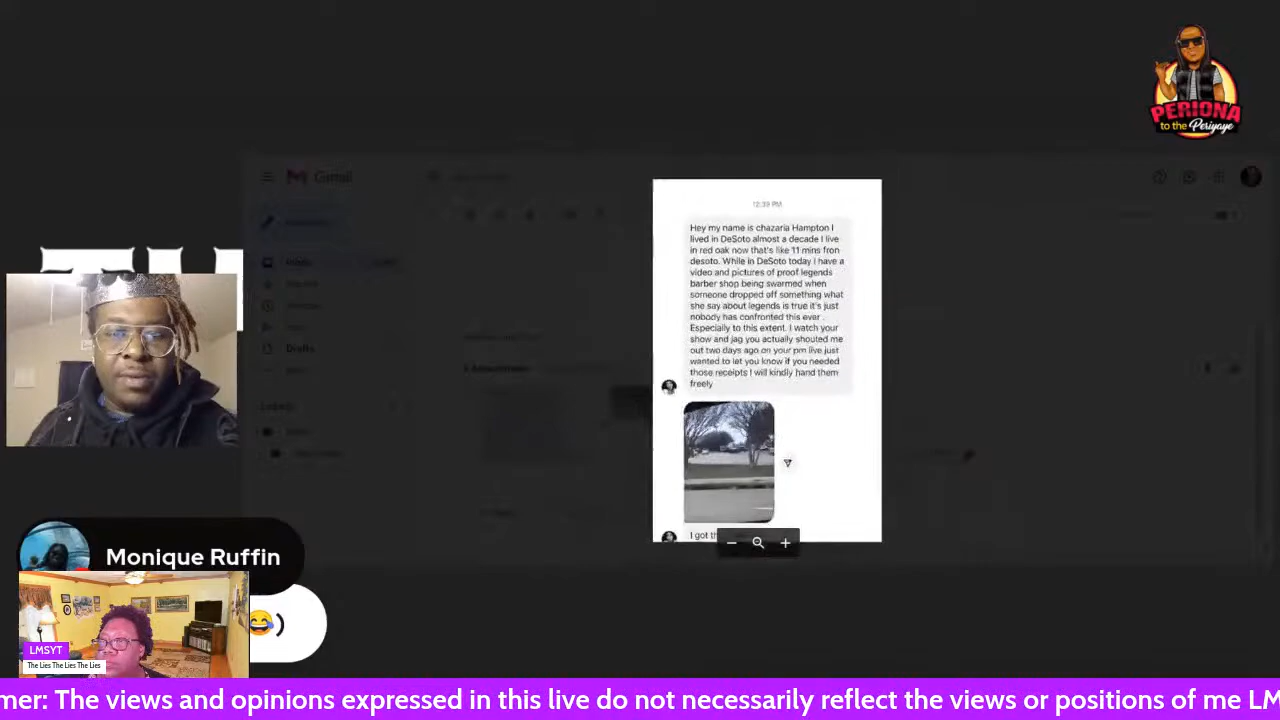 PERIONA
to the Periyaye
Gmail
12:39 PM
Hey my name is chazaria Hampton I
lived in DeSoto almost a decade I live
in red oak now that's like 11 mins fron
desoto. While in DeSoto today I have a
video and pictures of proof legends
barber shop being swarmed when
someone dropped off something what
she say about legends is true it's just
nobody has confronted this ever .
Especially to this extent. I watch your
show and jag you actually shouted me
out two days ago on your pm live just
wanted to let you know if you needed
those receipts I will kindly hand them
freely
Inbox
Drafts
I got th
Monique Ruffin
😂)
LMSYT
The Lies The Lies The Lies
mer: The views and opinions expressed in this live do not necessarily reflect the views or positions of me LM